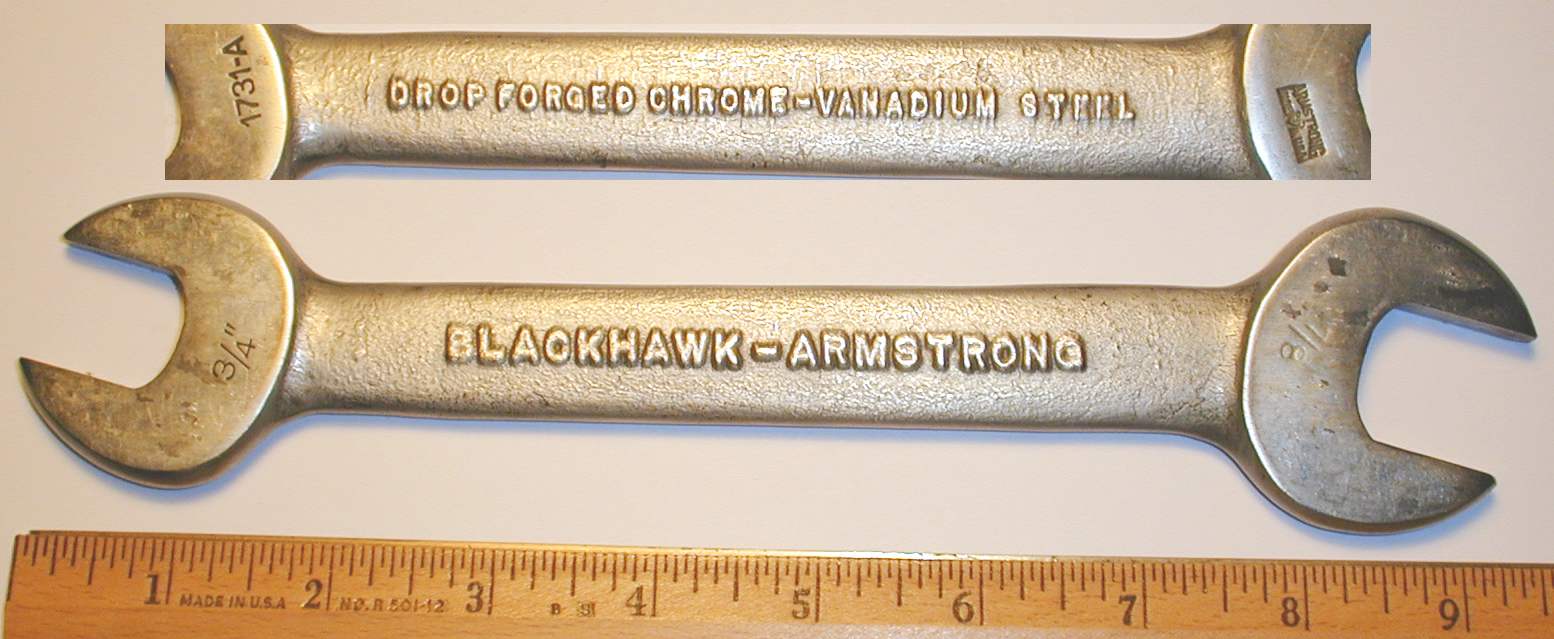 1731-A
DROP FORGED CHROME-VANADIUM STEEL
ARMSTRONG
3/4"
BLACKHAWK-ARMSTRONG
1 MADE IN U.S.A 2 NO. R 501-12 3 4 5 6 7 8 9